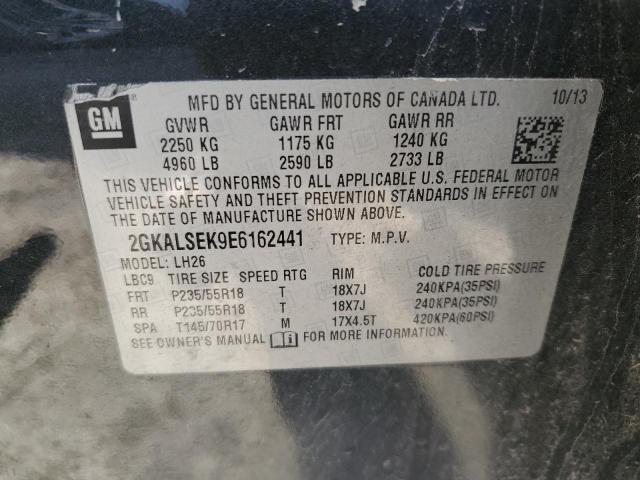 GM
MFD BY GENERAL MOTORS OF CANADA LTD. 10/13
GVWR GAWR FRT GAWR RR
2250 KG 1175 KG 1240 KG
4960 LB 2590 LB 2733 LB
THIS VEHICLE CONFORMS TO ALL APPLICABLE U.S. FEDERAL MOTOR
VEHICLE SAFETY AND THEFT PREVENTION STANDARDS IN EFFECT ON
THE DATE OF MANUFACTURE SHOWN ABOVE.
2GKALSEK9E6162441 TYPE: M.P.V.
MODEL: LH26
LBC9 TIRE SIZE SPEED RTG RIM COLD TIRE PRESSURE
FRT P235/55R18 T 18X7J 240KPA(35PSI)
RR P235/55R18 T 18X7J 240KPA(35PSI)
SPA T145/70R17 M 17X4.5T 420KPA(60PSI)
SEE OWNER'S MANUAL FOR MORE INFORMATION.